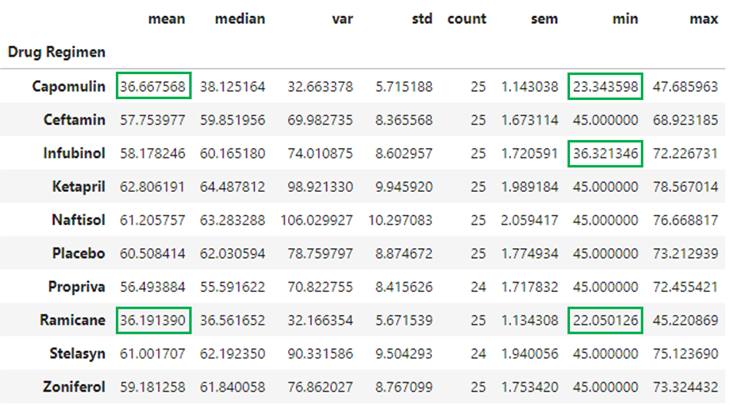 mean median var std count sem min max
Drug Regimen
Capomulin 36.667568 38.125164 32.663378 5.715188 25 1.143038 23.343598 47.685963
Ceftamin 57.753977 59.851956 69.982735 8.365568 25 1.673114 45.000000 68.923185
Infubinol 58.178246 60.165180 74.010875 8.602957 25 1.720591 36.321346 72.226731
Ketapril 62.806191 64.487812 98.921330 9.945920 25 1.989184 45.000000 78.567014
Naftisol 61.205757 63.283288 106.029927 10.297083 25 2.059417 45.000000 76.668817
Placebo 60.508414 62.030594 78.759797 8.874672 25 1.774934 45.000000 73.212939
Propriva 56.493884 55.591622 70.822755 8.415626 24 1.717832 45.000000 72.455421
Ramicane 36.191390 36.561652 32.166354 5.671539 25 1.134308 22.050126 45.220869
Stelasyn 61.001707 62.192350 90.331586 9.504293 24 1.940056 45.000000 75.123690
Zoniferol 59.181258 61.840058 76.862027 8.767099 25 1.753420 45.000000 73.324432